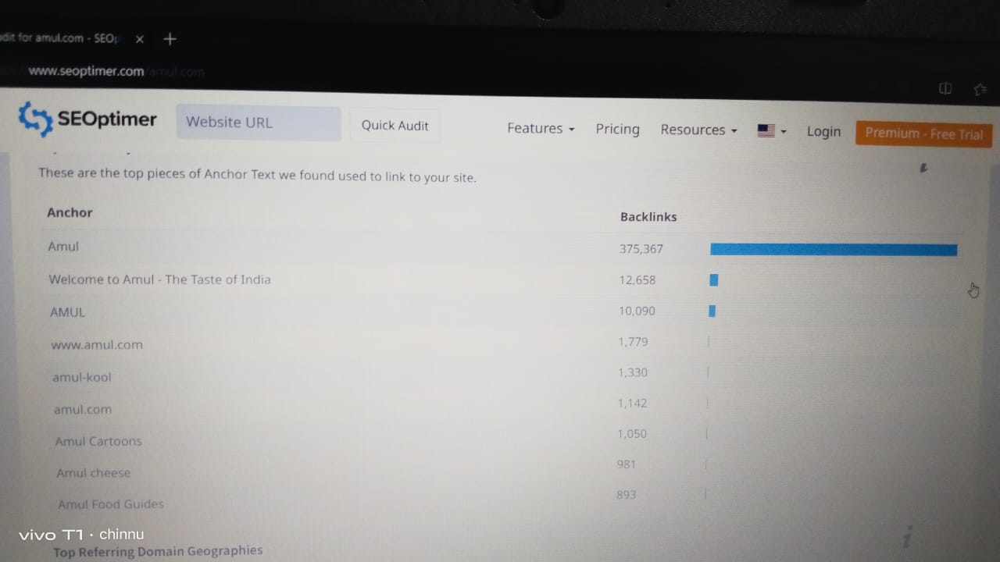 dit for amul.com - SEOp
www.seoptimer.com/amul.com
SEOptimer
Website URL
Quick Audit
Features
Pricing
Resources
Login
Premium - Free Trial
These are the top pieces of Anchor Text we found used to link to your site.
Anchor Backlinks
Amul 375,367
Welcome to Amul - The Taste of India 12,658
AMUL 10,090
www.amul.com 1,779
amul-kool 1,330
amul.com 1,142
Amul Cartoons 1,050
Amul cheese 981
Amul Food Guides 893
vivo T1 · chinnu
Top Referring Domain Geographies
i